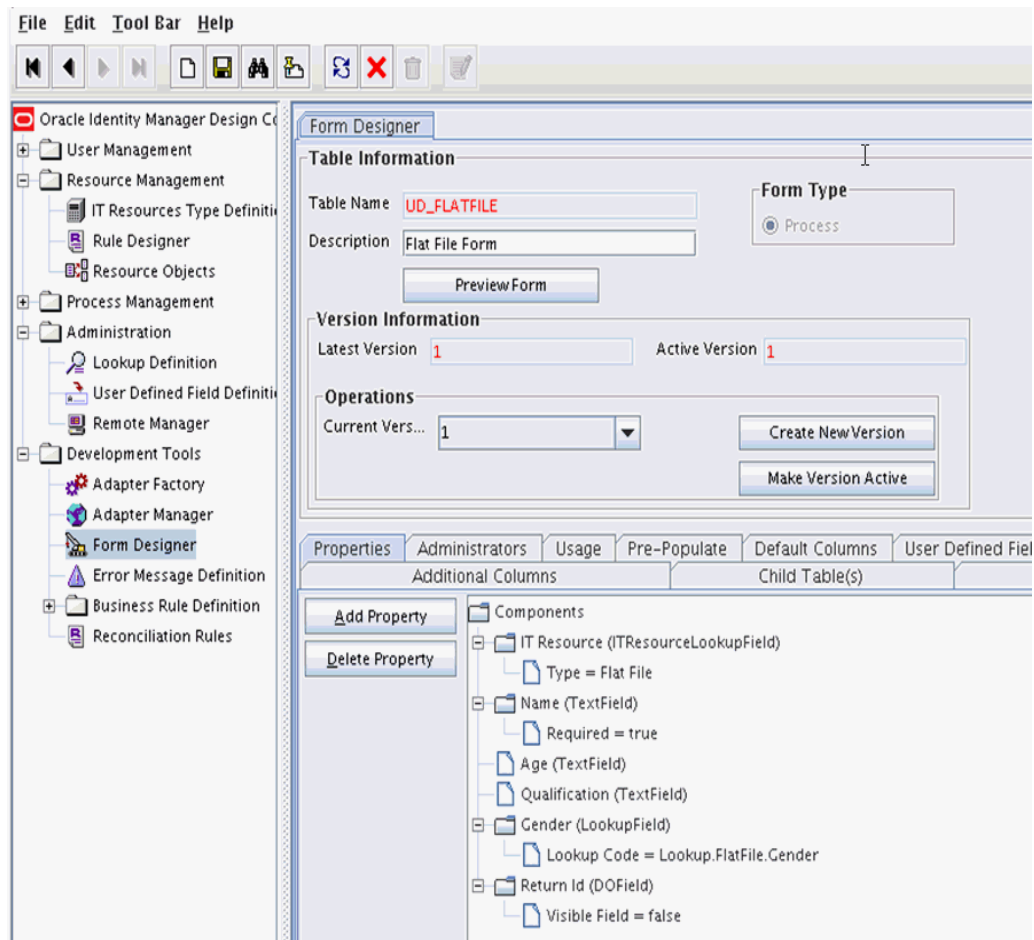 File Edit Tool Bar Help
Oracle Identity Manager Design Co
User Management
Resource Management
IT Resources Type Definiti
Rule Designer
Resource Objects
Process Management
Administration
Lookup Definition
User Defined Field Definiti
Remote Manager
Development Tools
Adapter Factory
Adapter Manager
Form Designer
Error Message Definition
Business Rule Definition
Reconciliation Rules
Form Designer
Table Information
Table Name UD_FLATFILE
Description Flat File Form
Preview Form
Form Type
Process
Version Information
Latest Version 1 Active Version 1
Operations
Current Vers... 1 Create New Version
Make Version Active
Properties Administrators Usage Pre-Populate Default Columns User Defined Fiel
Additional Columns Child Table(s)
Add Property
Delete Property
Components
IT Resource (ITResourceLookupField)
Type = Flat File
Name (TextField)
Required = true
Age (TextField)
Qualification (TextField)
Gender (LookupField)
Lookup Code = Lookup.FlatFile.Gender
Return Id (DOField)
Visible Field = false